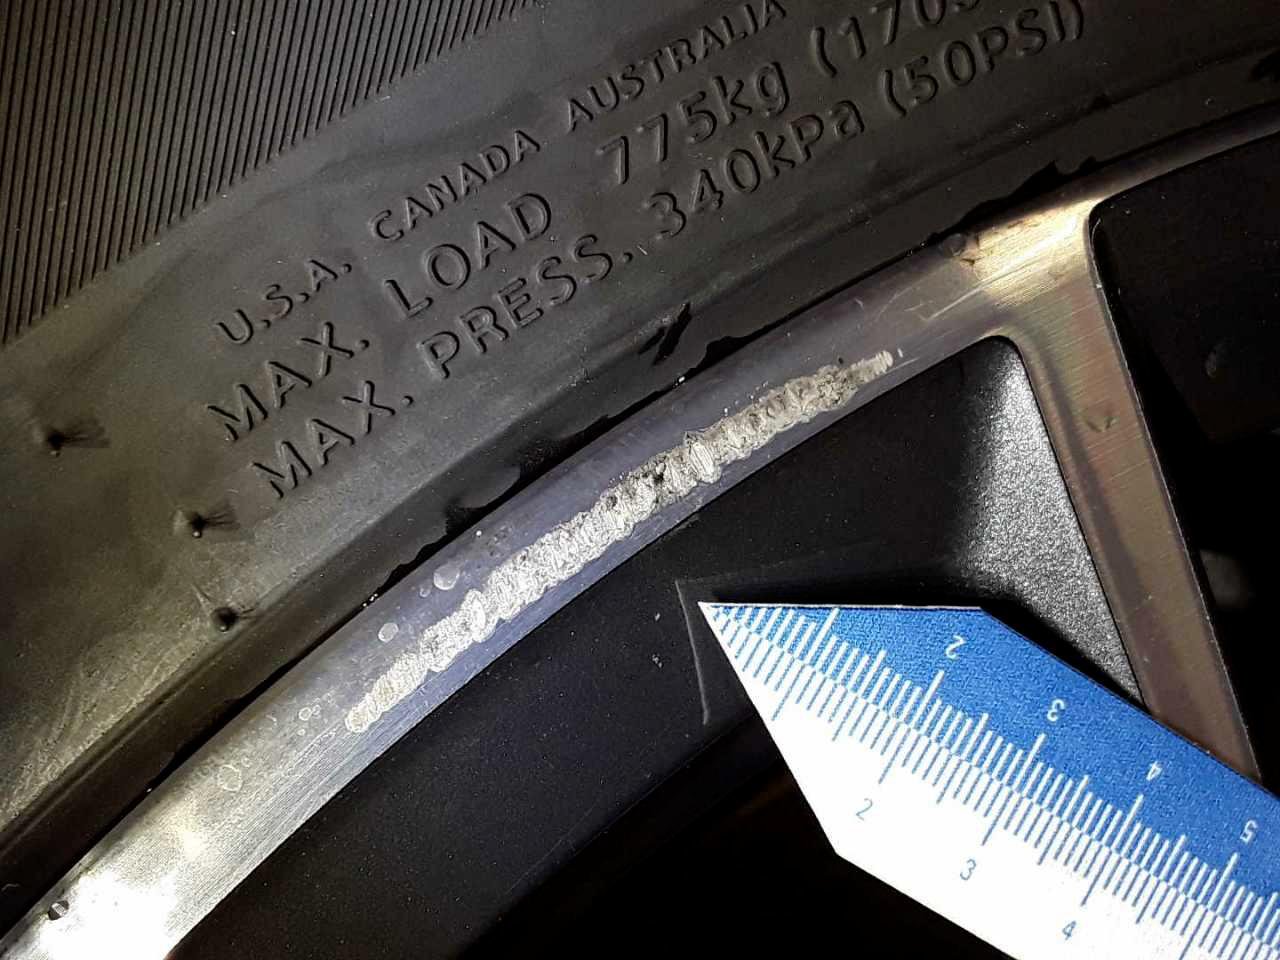 U.S.A. CANADA AUSTRALIA
MAX. LOAD 775kg
MAX. PRESS. 340kPa (50PSI)
2 3 4 5
2 3 4